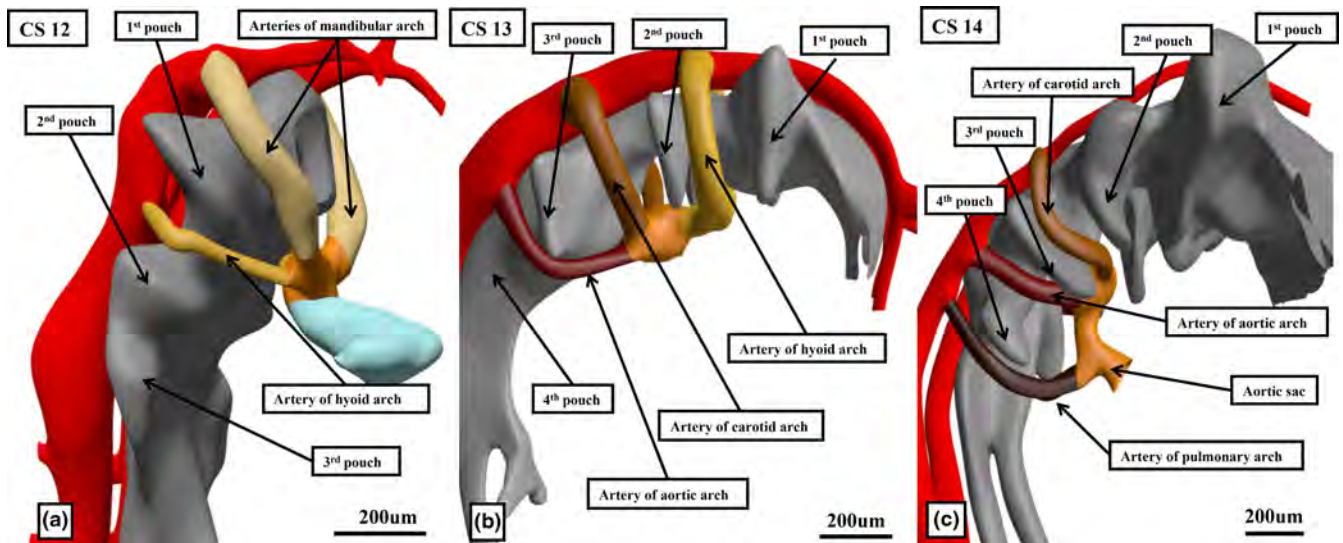 CS 12
1st pouch
Arteries of mandibular arch
2nd pouch
Artery of hyoid arch
3rd pouch
(a)
200um
CS 13
3rd pouch
2nd pouch
1st pouch
Artery of hyoid arch
4th pouch
Artery of carotid arch
Artery of aortic arch
(b)
200um
CS 14
2nd pouch
1st pouch
Artery of carotid arch
3rd pouch
4th pouch
Artery of aortic arch
Aortic sac
Artery of pulmonary arch
(c)
200um